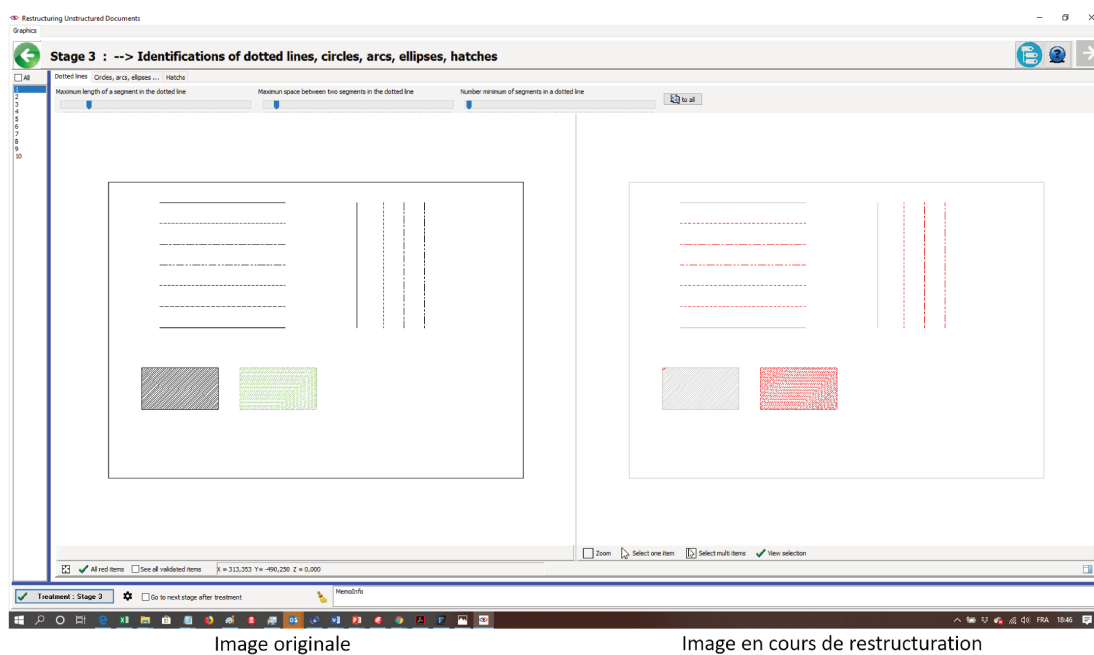 Restructuring Unstructured Documents
Graphics
Stage 3 : --> Identifications of dotted lines, circles, arcs, ellipses, hatches
All
Dotted lines Circles, arcs, elipses ... Hatchs
1
2
3
4
5
6
7
8
9
10
Maximum length of a segment in the dotted line
Maximun space between two segments in the dotted line
Number minimum of segments in a dotted line
to all
Zoom Select one item Select multi items View selection
All red items See all validated items X = 313,353 Y= -490,250 Z = 0,000
Treatment : Stage 3 Go to next stage after treatment MemoInfo
FRA 18:46
Image originale Image en cours de restructuration